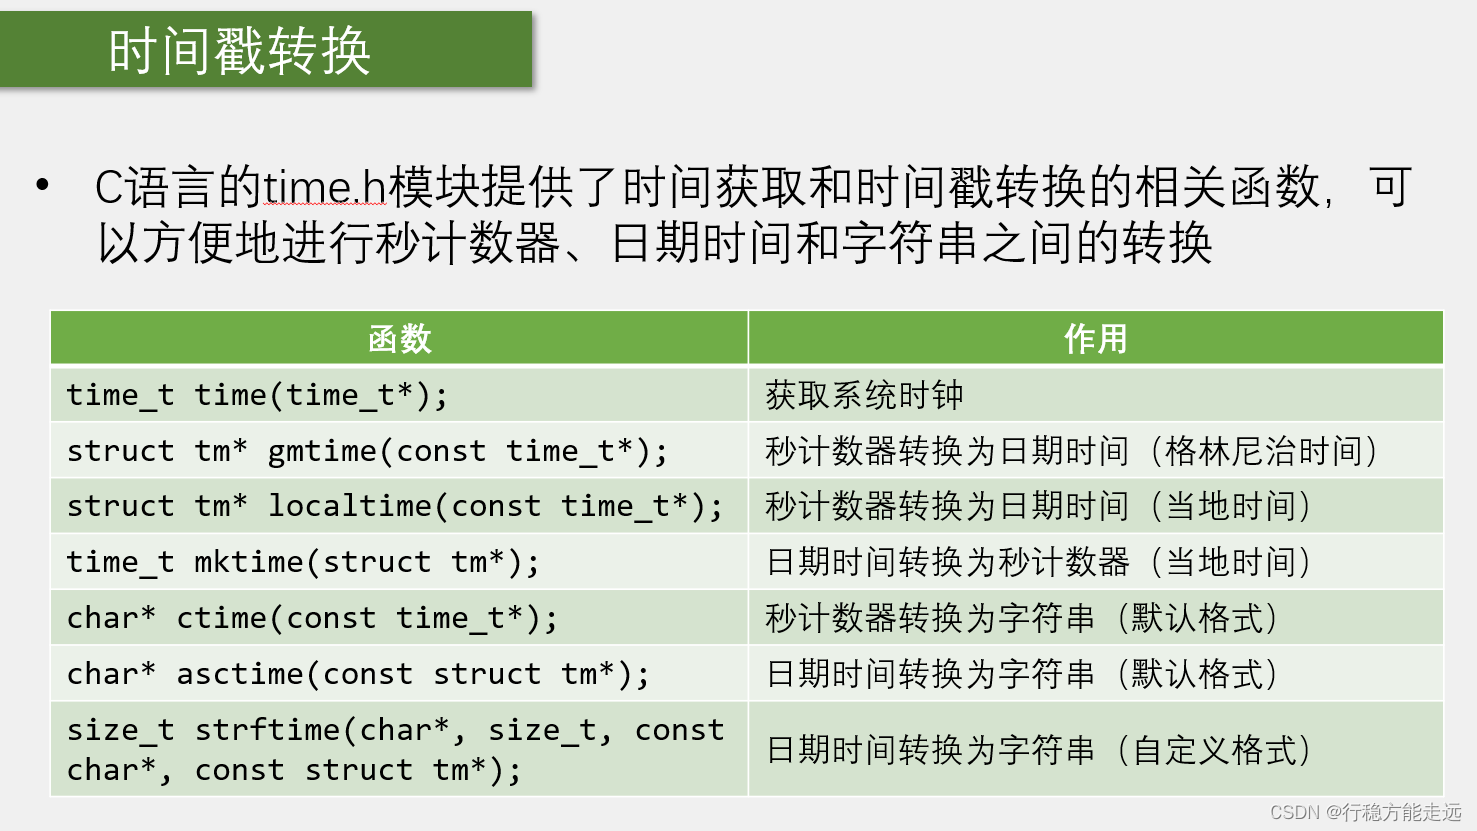 时间戳转换
• C语言的time.h模块提供了时间获取和时间戳转换的相关函数，可
以方便地进行秒计数器、日期时间和字符串之间的转换
函数 作用
time_t time(time_t*); 获取系统时钟
struct tm* gmtime(const time_t*); 秒计数器转换为日期时间（格林尼治时间）
struct tm* localtime(const time_t*); 秒计数器转换为日期时间（当地时间）
time_t mktime(struct tm*); 日期时间转换为秒计数器（当地时间）
char* ctime(const time_t*); 秒计数器转换为字符串（默认格式）
char* asctime(const struct tm*); 日期时间转换为字符串（默认格式）
size_t strftime(char*, size_t, const
char*, const struct tm*);
日期时间转换为字符串（自定义格式）
CSDN @行稳方能走远